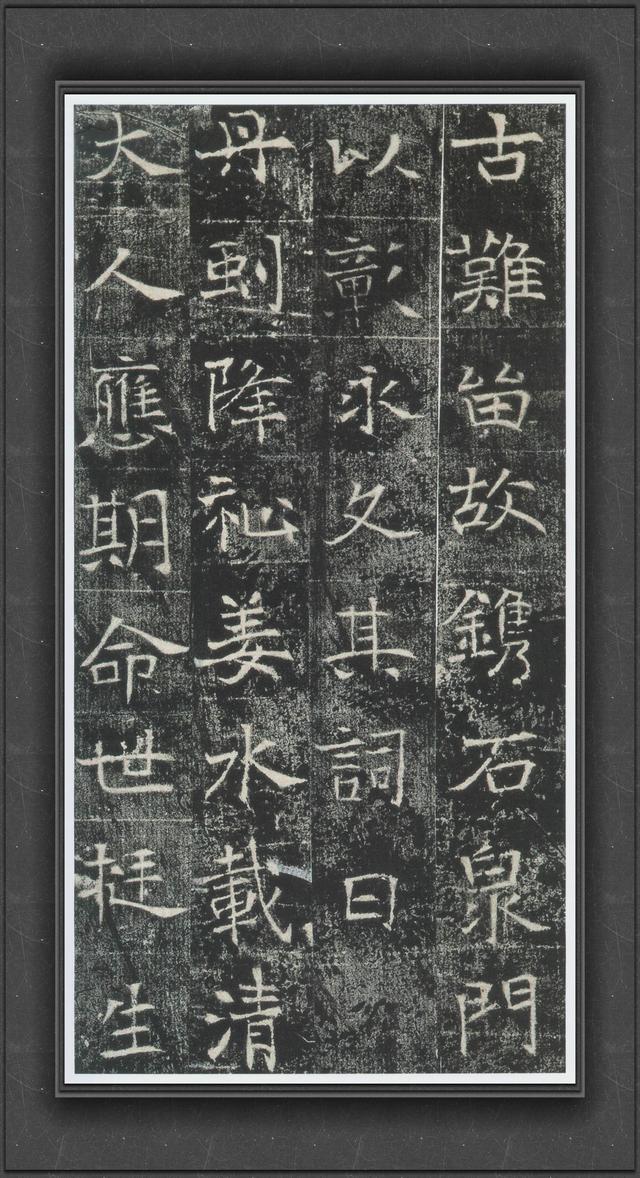 古難留故鐫石泉門
以彰永久其詞曰
丹降祉姜水載清
大人應期命世挺生